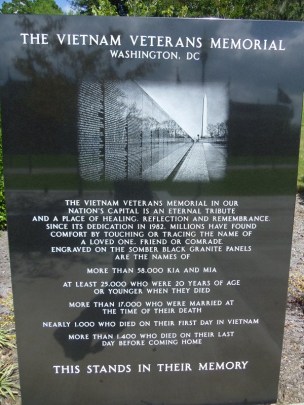 THE VIETNAM VETERANS MEMORIAL
WASHINGTON, DC
THE VIETNAM VETERANS MEMORIAL IN OUR
NATION'S CAPITAL IS AN ETERNAL TRIBUTE
AND A PLACE OF HEALING, REFLECTION AND REMEMBRANCE.
SINCE ITS DEDICATION IN 1982, MILLIONS HAVE FOUND
COMFORT BY TOUCHING OR TRACING THE NAME OF
A LOVED ONE, FRIEND OR COMRADE
ENGRAVED ON THE SOMBER BLACK GRANITE PANELS
ARE THE NAMES OF
MORE THAN 58,000 KIA AND MIA
AT LEAST 25,000 WHO WERE 20 YEARS OF AGE
OR YOUNGER WHEN THEY DIED
MORE THAN 17,000 WHO WERE MARRIED AT
THE TIME OF THEIR DEATH
NEARLY 1,000 WHO DIED ON THEIR FIRST DAY IN VIETNAM
MORE THAN 1,400 WHO DIED ON THEIR LAST
DAY BEFORE COMING HOME
THIS STANDS IN THEIR MEMORY